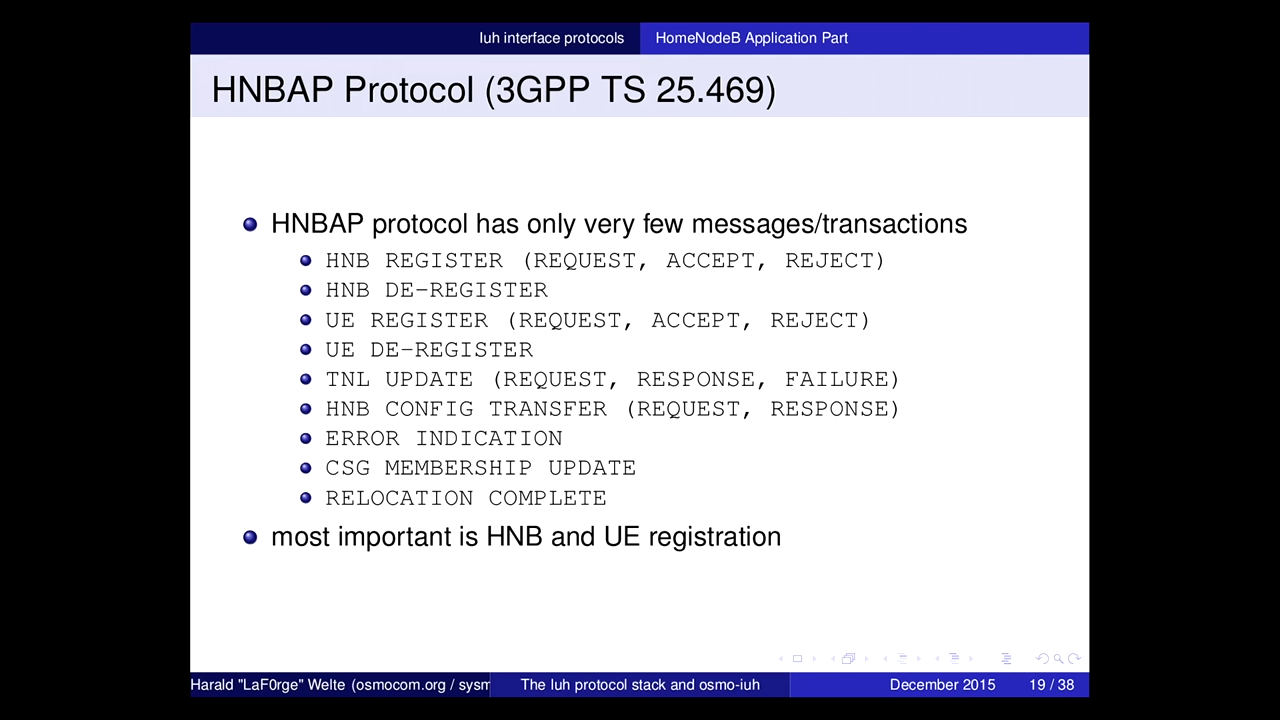 Iuh interface protocols HomeNodeB Application Part
HNBAP Protocol (3GPP TS 25.469)
HNBAP protocol has only very few messages/transactions
HNB REGISTER (REQUEST, ACCEPT, REJECT)
HNB DE-REGISTER
UE REGISTER (REQUEST, ACCEPT, REJECT)
UE DE-REGISTER
TNL UPDATE (REQUEST, RESPONSE, FAILURE)
HNB CONFIG TRANSFER (REQUEST, RESPONSE)
ERROR INDICATION
CSG MEMBERSHIP UPDATE
RELOCATION COMPLETE
most important is HNB and UE registration
Harald "LaF0rge" Welte (osmocom.org / sysm The Iuh protocol stack and osmo-iuh December 2015 19 / 38